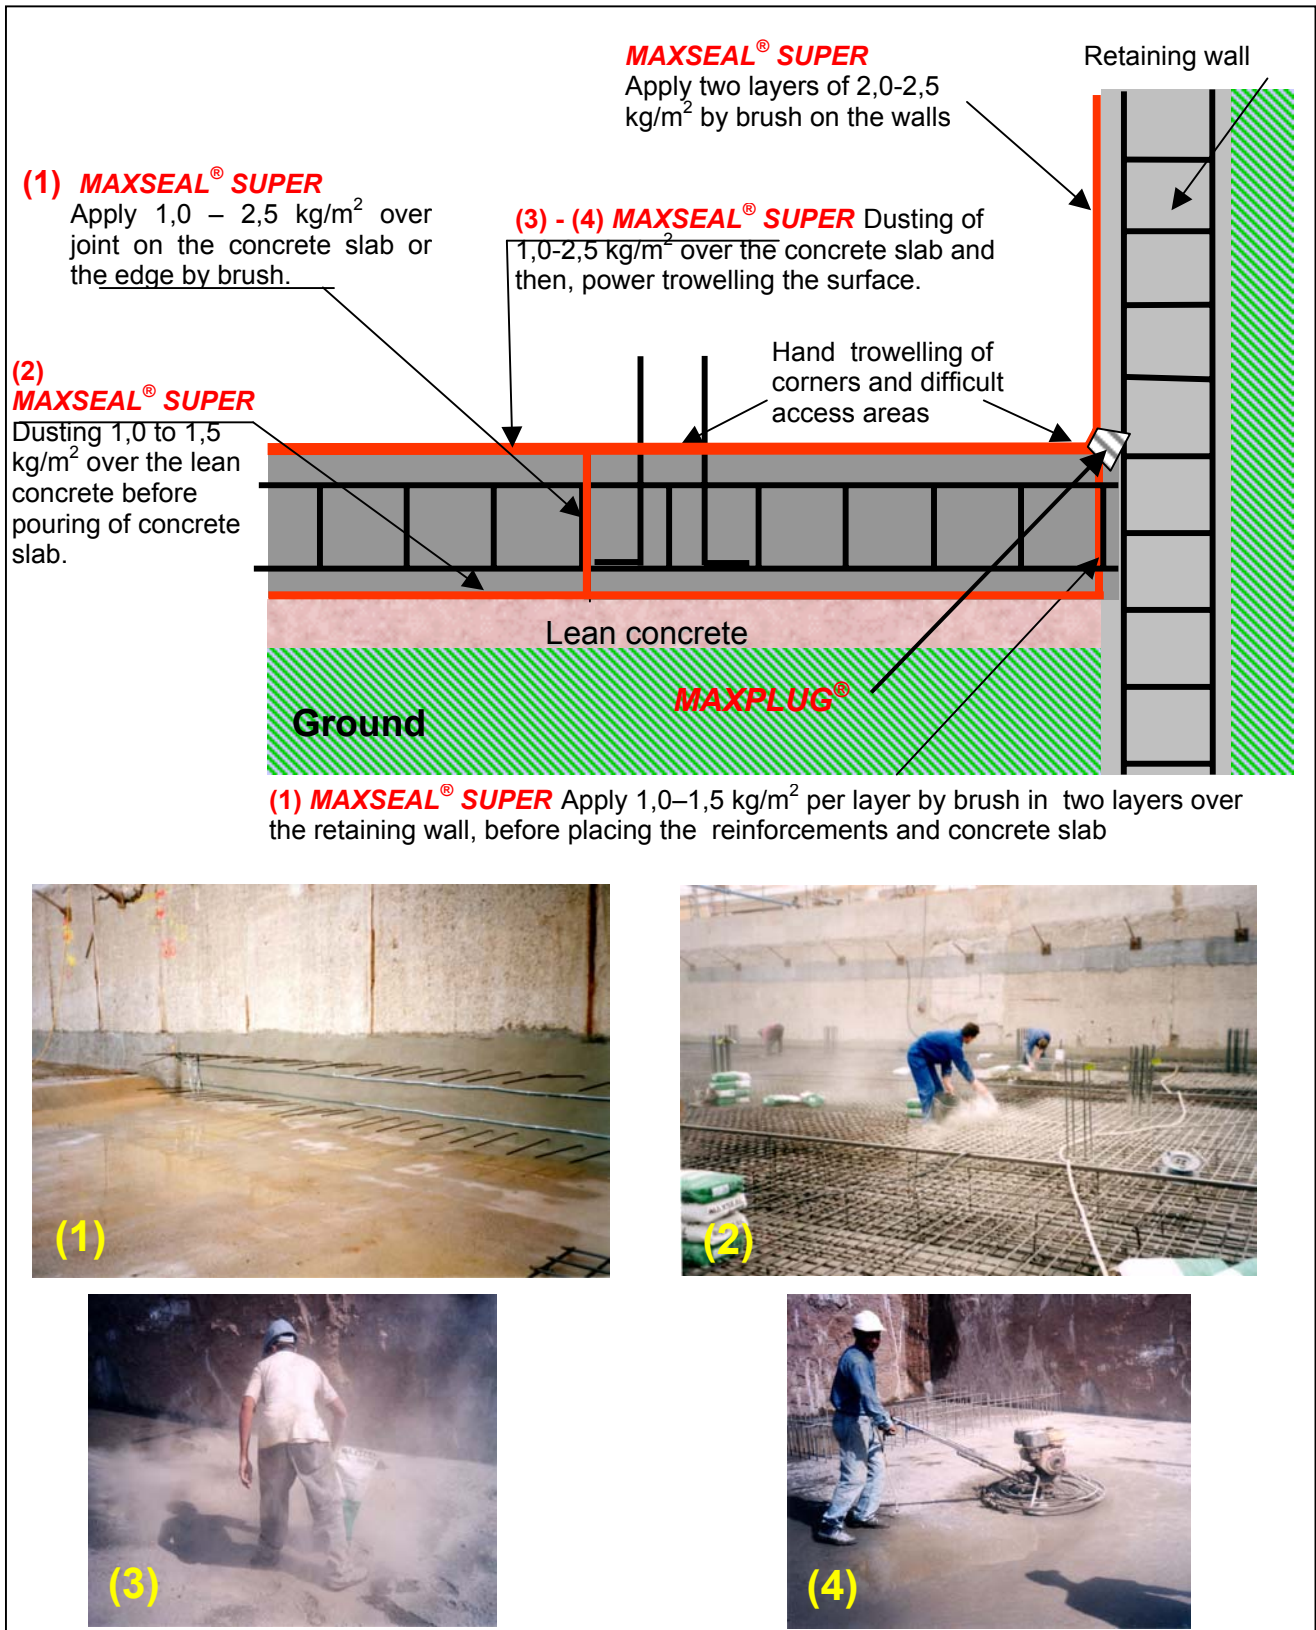 MAXSEAL® SUPER
Apply two layers of 2,0-2,5
kg/m² by brush on the walls
Retaining wall
(1) MAXSEAL® SUPER
Apply 1,0 – 2,5 kg/m² over
joint on the concrete slab or
the edge by brush.
(3) - (4) MAXSEAL® SUPER Dusting of
1,0-2,5 kg/m² over the concrete slab and
then, power trowelling the surface.
(2)
MAXSEAL® SUPER
Dusting 1,0 to 1,5
kg/m² over the lean
concrete before
pouring of concrete
slab.
Hand trowelling of
corners and difficult
access areas
Lean concrete
MAXPLUG®
Ground
(1) MAXSEAL® SUPER Apply 1,0–1,5 kg/m² per layer by brush in two layers over
the retaining wall, before placing the reinforcements and concrete slab
(1)
(2)
(3)
(4)